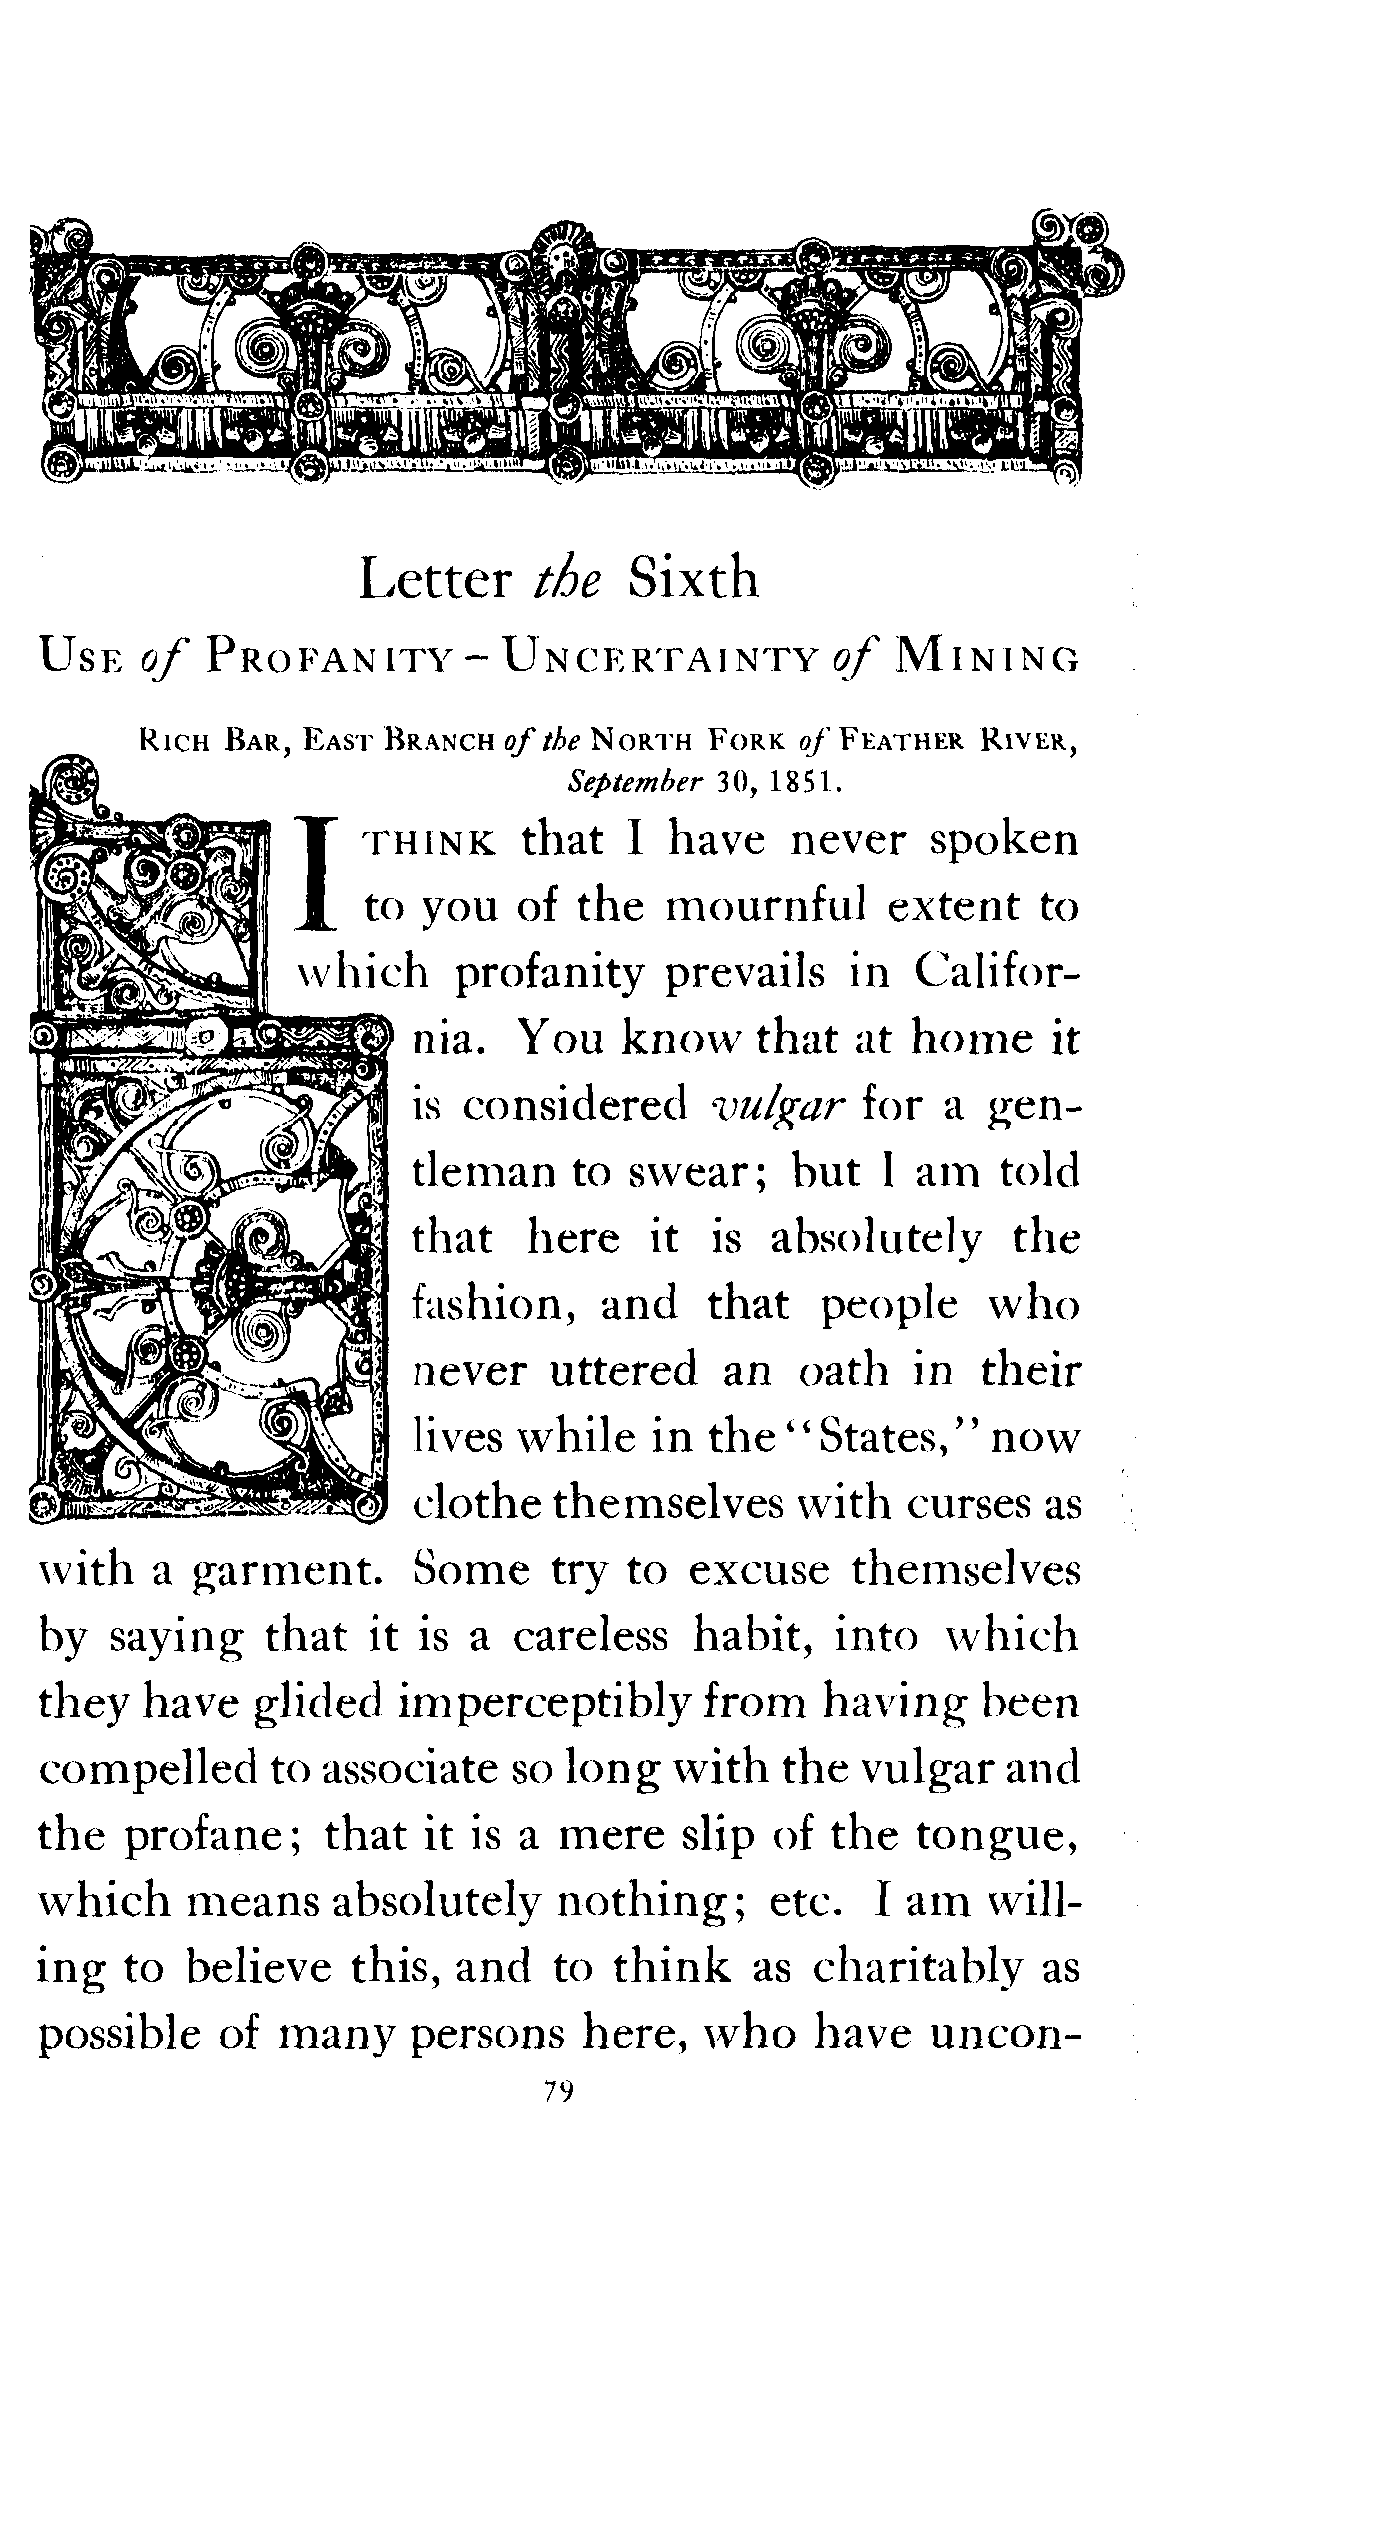 Letter the Sixth
USE of PROFANITY – UNCERTAINTY of MINING
RICH BAR, EAST BRANCH of the NORTH FORK of FEATHER RIVER,
September 30, 1851.
I THINK that I have never spoken
to you of the mournful extent to
which profanity prevails in Califor-
nia. You know that at home it
is considered vulgar for a gen-
tleman to swear; but I am told
that here it is absolutely the
fashion, and that people who
never uttered an oath in their
lives while in the "States," now
clothe themselves with curses as
with a garment. Some try to excuse themselves
by saying that it is a careless habit, into which
they have glided imperceptibly from having been
compelled to associate so long with the vulgar and
the profane; that it is a mere slip of the tongue,
which means absolutely nothing; etc. I am will-
ing to believe this, and to think as charitably as
possible of many persons here, who have uncon-
79